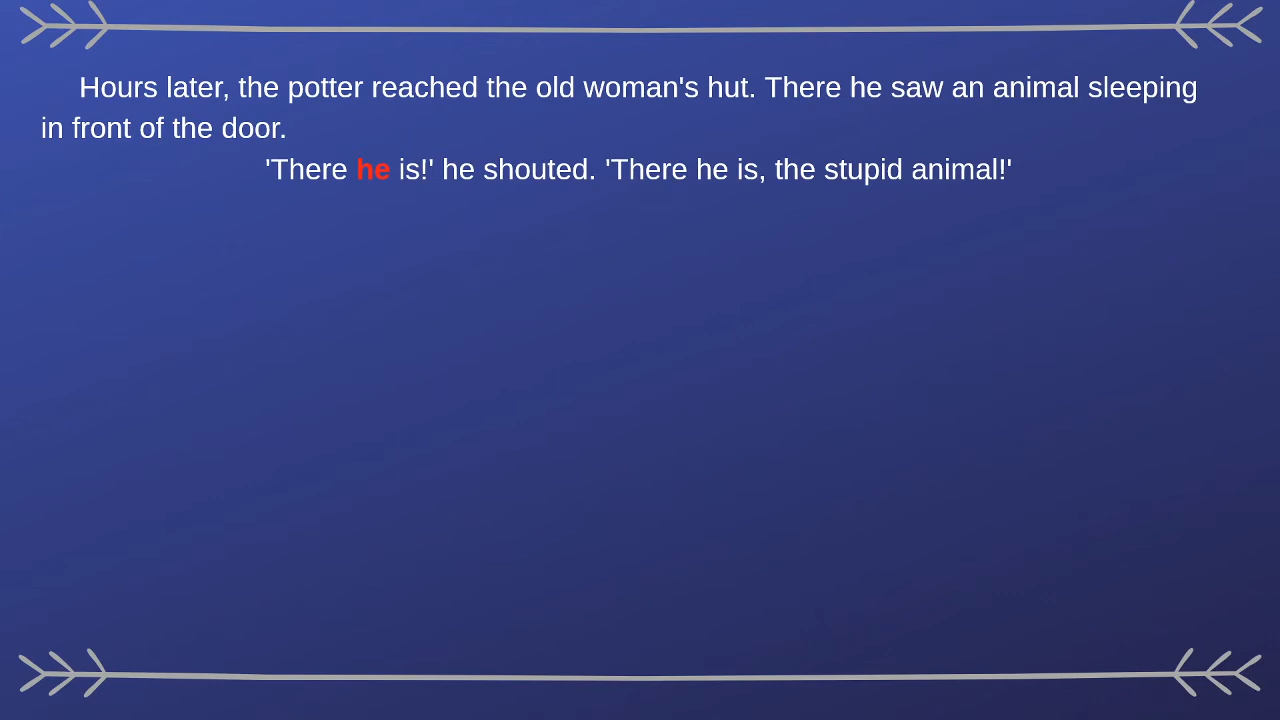 Hours later, the potter reached the old woman's hut. There he saw an animal sleeping
in front of the door.
'There he is!' he shouted. 'There he is, the stupid animal!'